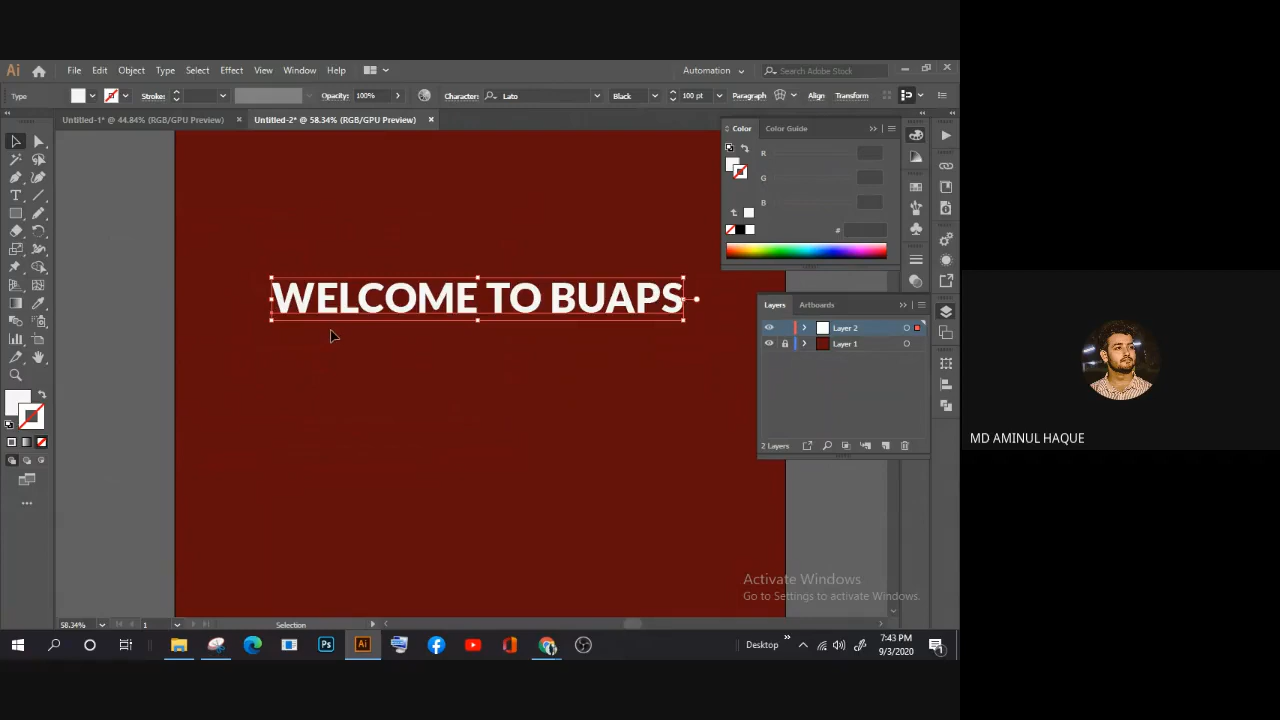 Ai File Edit Object Type Select Effect View Window Help Automation Search Adobe Stock
Type Stroke: Opacity: 100% Character: Lato Black 100 pt Paragraph Align Transform
Untitled-1* @ 44.84% (RGB/GPU Preview) × Untitled-2* @ 58.34% (RGB/GPU Preview) ×
Color Color Guide
R
G
B
#
WELCOME TO BUAPS
Layers Artboards
Layer 2
Layer 1
2 Layers
MD AMINUL HAQUE
Activate Windows
Go to Settings to activate Windows.
58.34% 1 Selection
Ps Ai Desktop 7:43 PM
9/3/2020